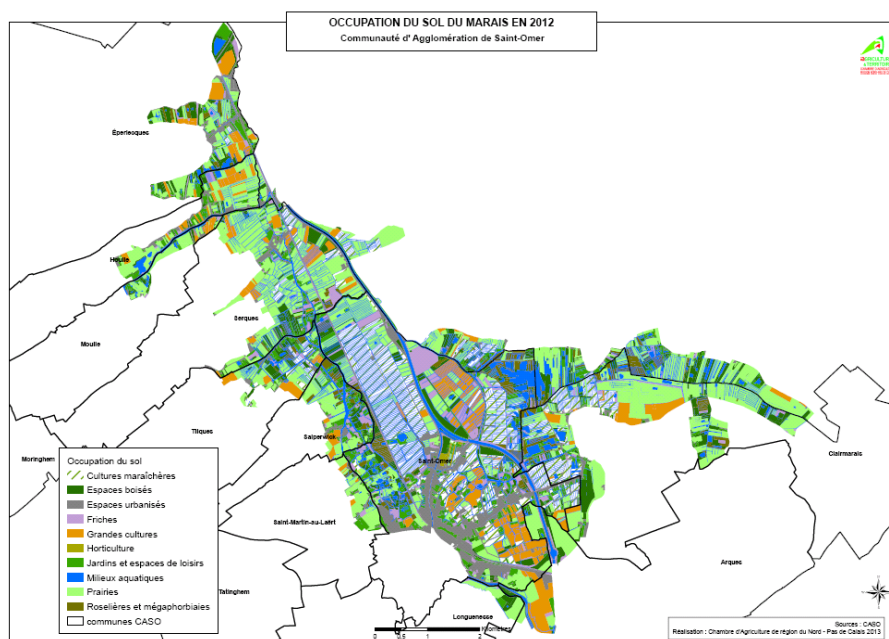 OCCUPATION DU SOL DU MARAIS EN 2012
Communauté d'Agglomération de Saint-Omer
Éperlecques
Houlle
Moulle
Serques
Tilques
Moringhem
Salperwick
Saint-Omer
Clairmarais
Saint-Martin-au-Laërt
Arques
Tatinghem
Longuenesse
Occupation du sol
Cultures maraîchères
Espaces boisés
Espaces urbanisés
Friches
Grandes cultures
Horticulture
Jardins et espaces de loisirs
Milieux aquatiques
Prairies
Roselières et mégaphorbiaies
communes CASO
0 0.5 1 2
Kilomètres
Sources : CASO
Réalisation : Chambre d'Agriculture de région du Nord - Pas de Calais 2013